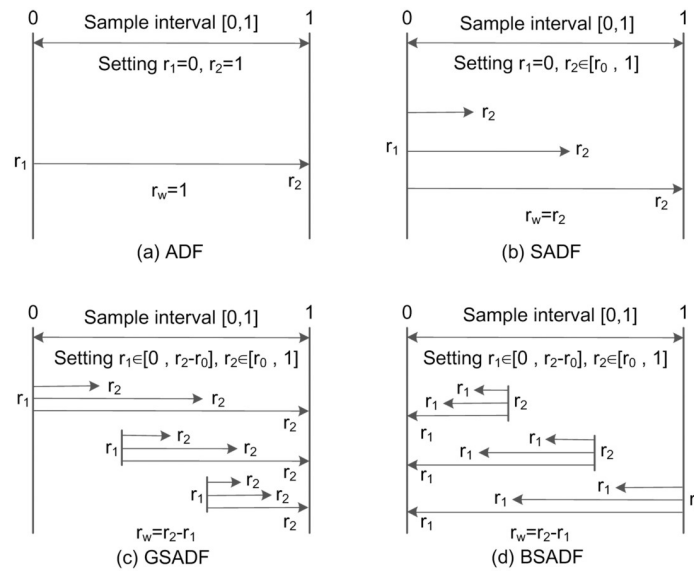 0 1
Sample interval [0,1]
Setting r₁=0, r₂=1
r₁
r₂
r_w=1
(a) ADF
0 1
Sample interval [0,1]
Setting r₁=0, r₂∈[r₀ , 1]
r₂
r₁
r₂
r₂
r_w=r₂
(b) SADF
0 1
Sample interval [0,1]
Setting r₁∈[0 , r₂-r₀], r₂∈[r₀ , 1]
r₂
r₁
r₂
r₂
r₂
r₁
r₂
r₂
r₂
r₁
r₂
r₂
r_w=r₂-r₁
(c) GSADF
0 1
Sample interval [0,1]
Setting r₁∈[0 , r₂-r₀], r₂∈[r₀ , 1]
r₁
r₁ r₂
r₁
r₁
r₁ r₂
r₁
r₁
r₁ r
r₁
r_w=r₂-r₁
(d) BSADF